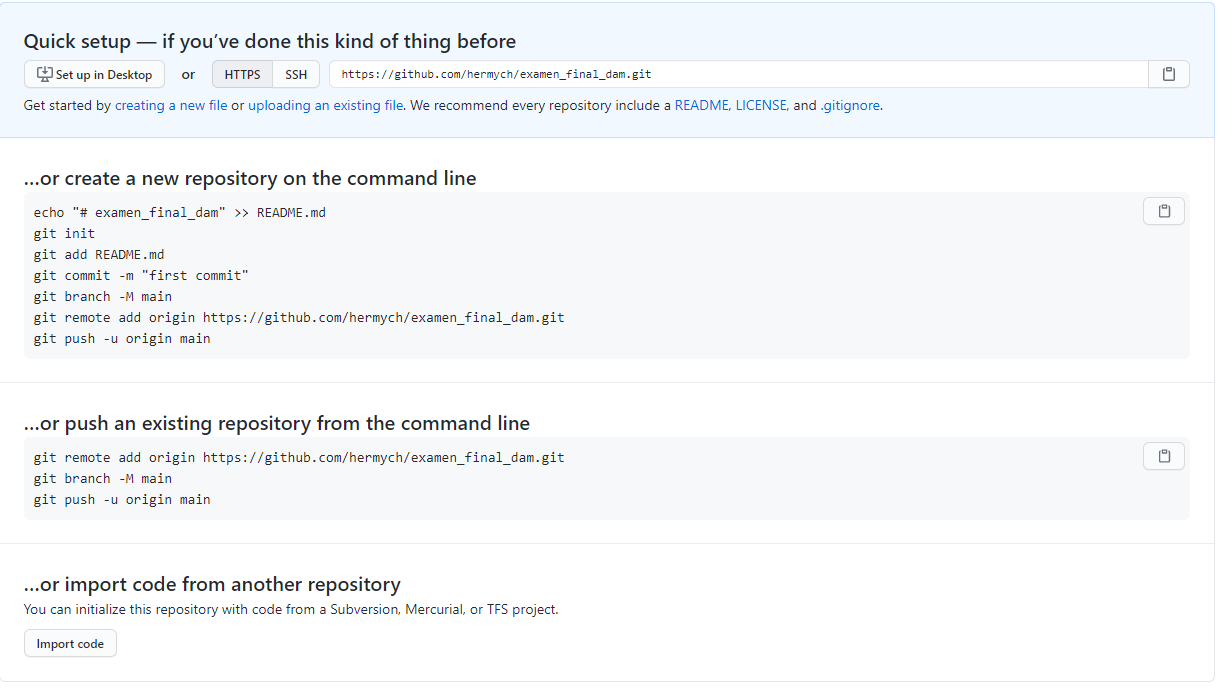 Quick setup — if you’ve done this kind of thing before
Set up in Desktop or HTTPS SSH https://github.com/hermych/examen_final_dam.git
Get started by creating a new file or uploading an existing file. We recommend every repository include a README, LICENSE, and .gitignore.
…or create a new repository on the command line
echo "# examen_final_dam" >> README.md
git init
git add README.md
git commit -m "first commit"
git branch -M main
git remote add origin https://github.com/hermych/examen_final_dam.git
git push -u origin main
…or push an existing repository from the command line
git remote add origin https://github.com/hermych/examen_final_dam.git
git branch -M main
git push -u origin main
…or import code from another repository
You can initialize this repository with code from a Subversion, Mercurial, or TFS project.
Import code